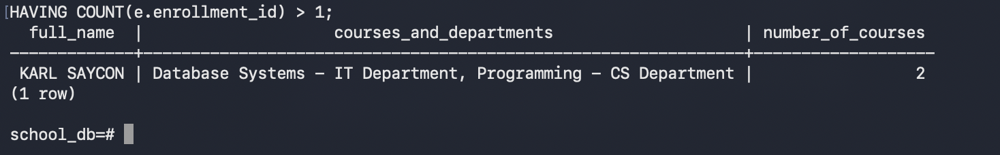 [HAVING COUNT(e.enrollment_id) > 1;
full_name | courses_and_departments | number_of_courses
-------------+----------------------------------------------------------------+-------------------
KARL SAYCON | Database Systems - IT Department, Programming - CS Department | 2
(1 row)
school_db=#